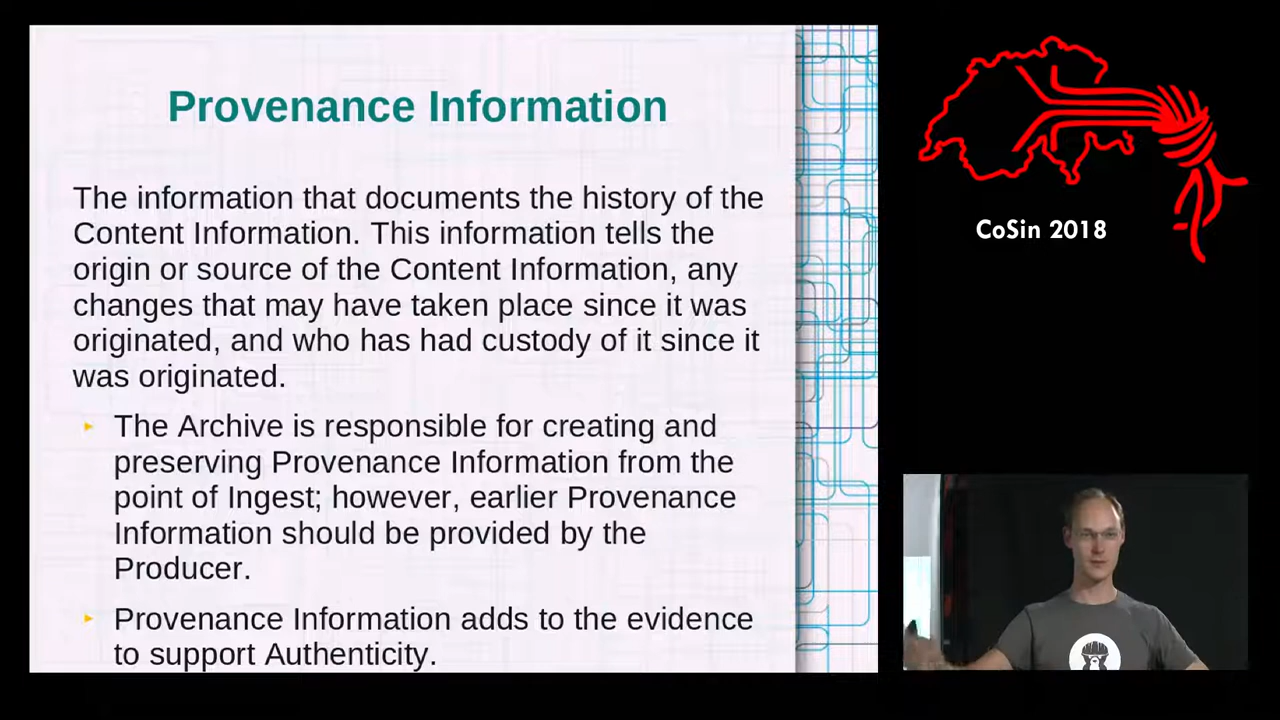 Provenance Information
The information that documents the history of the
Content Information. This information tells the
origin or source of the Content Information, any
changes that may have taken place since it was
originated, and who has had custody of it since it
was originated.
The Archive is responsible for creating and
preserving Provenance Information from the
point of Ingest; however, earlier Provenance
Information should be provided by the
Producer.
Provenance Information adds to the evidence
to support Authenticity.
CoSin 2018